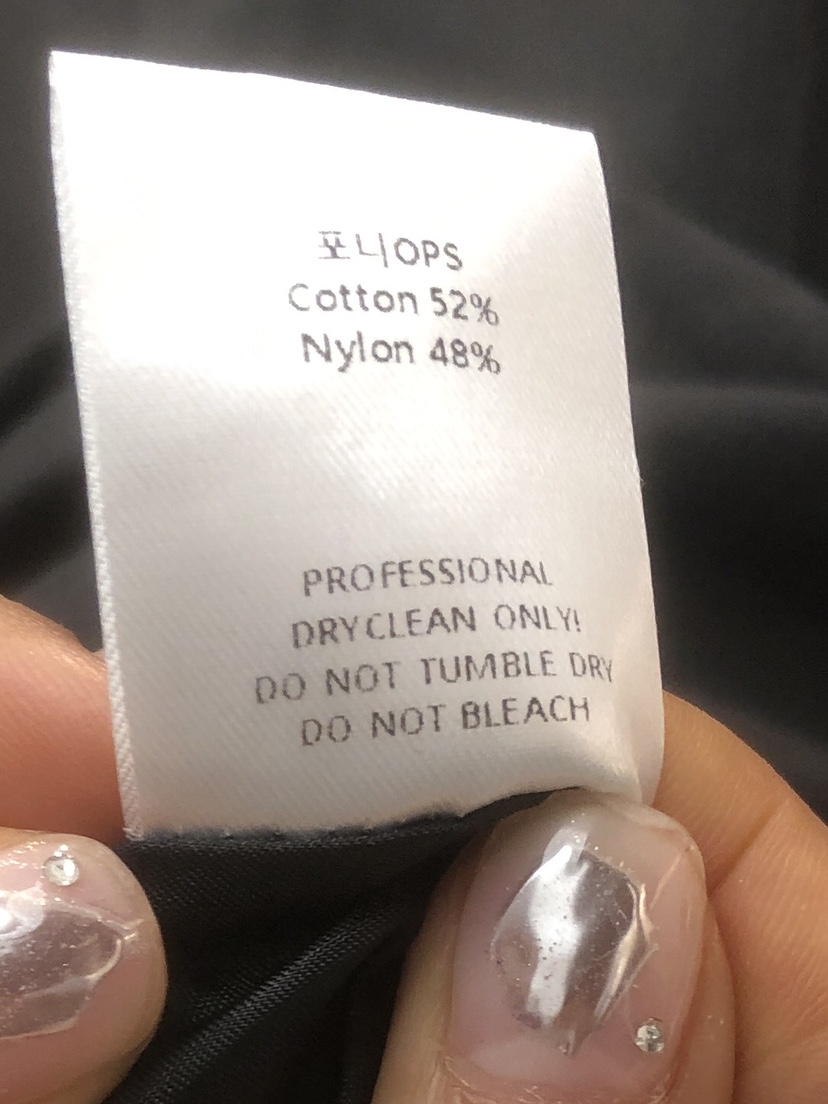 포니OPS
Cotton 52%
Nylon 48%
PROFESSIONAL
DRYCLEAN ONLY!
DO NOT TUMBLE DRY
DO NOT BLEACH